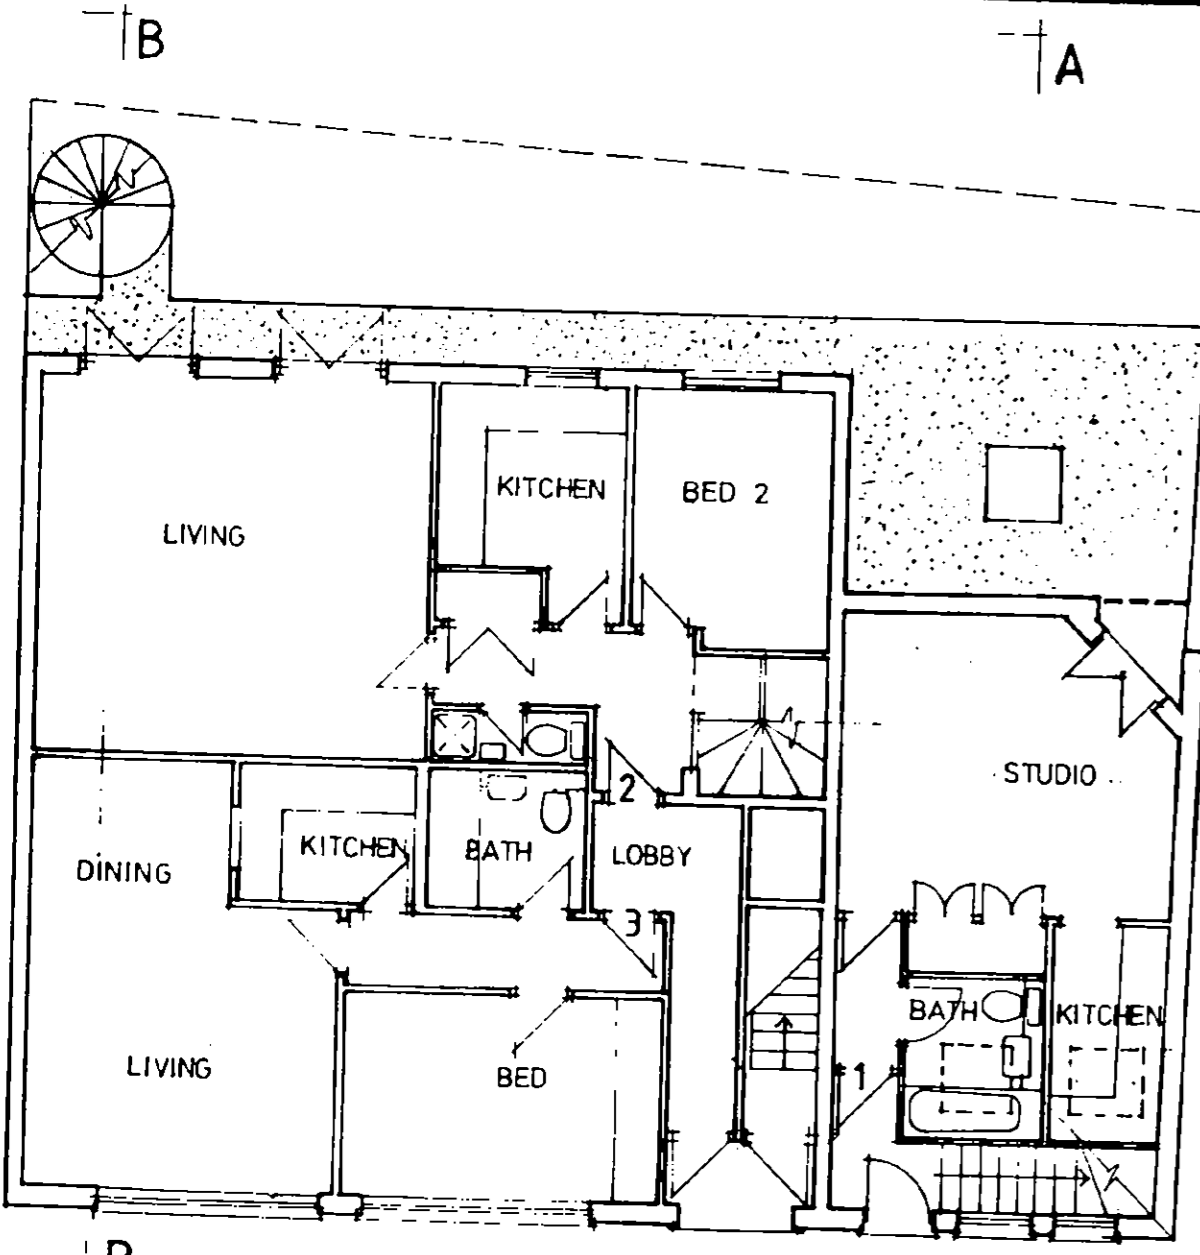 B
A
KITCHEN
BED 2
LIVING
STUDIO
2
KITCHEN
BATH
LOBBY
DINING
3
BATH
KITCHEN
LIVING
BED
1